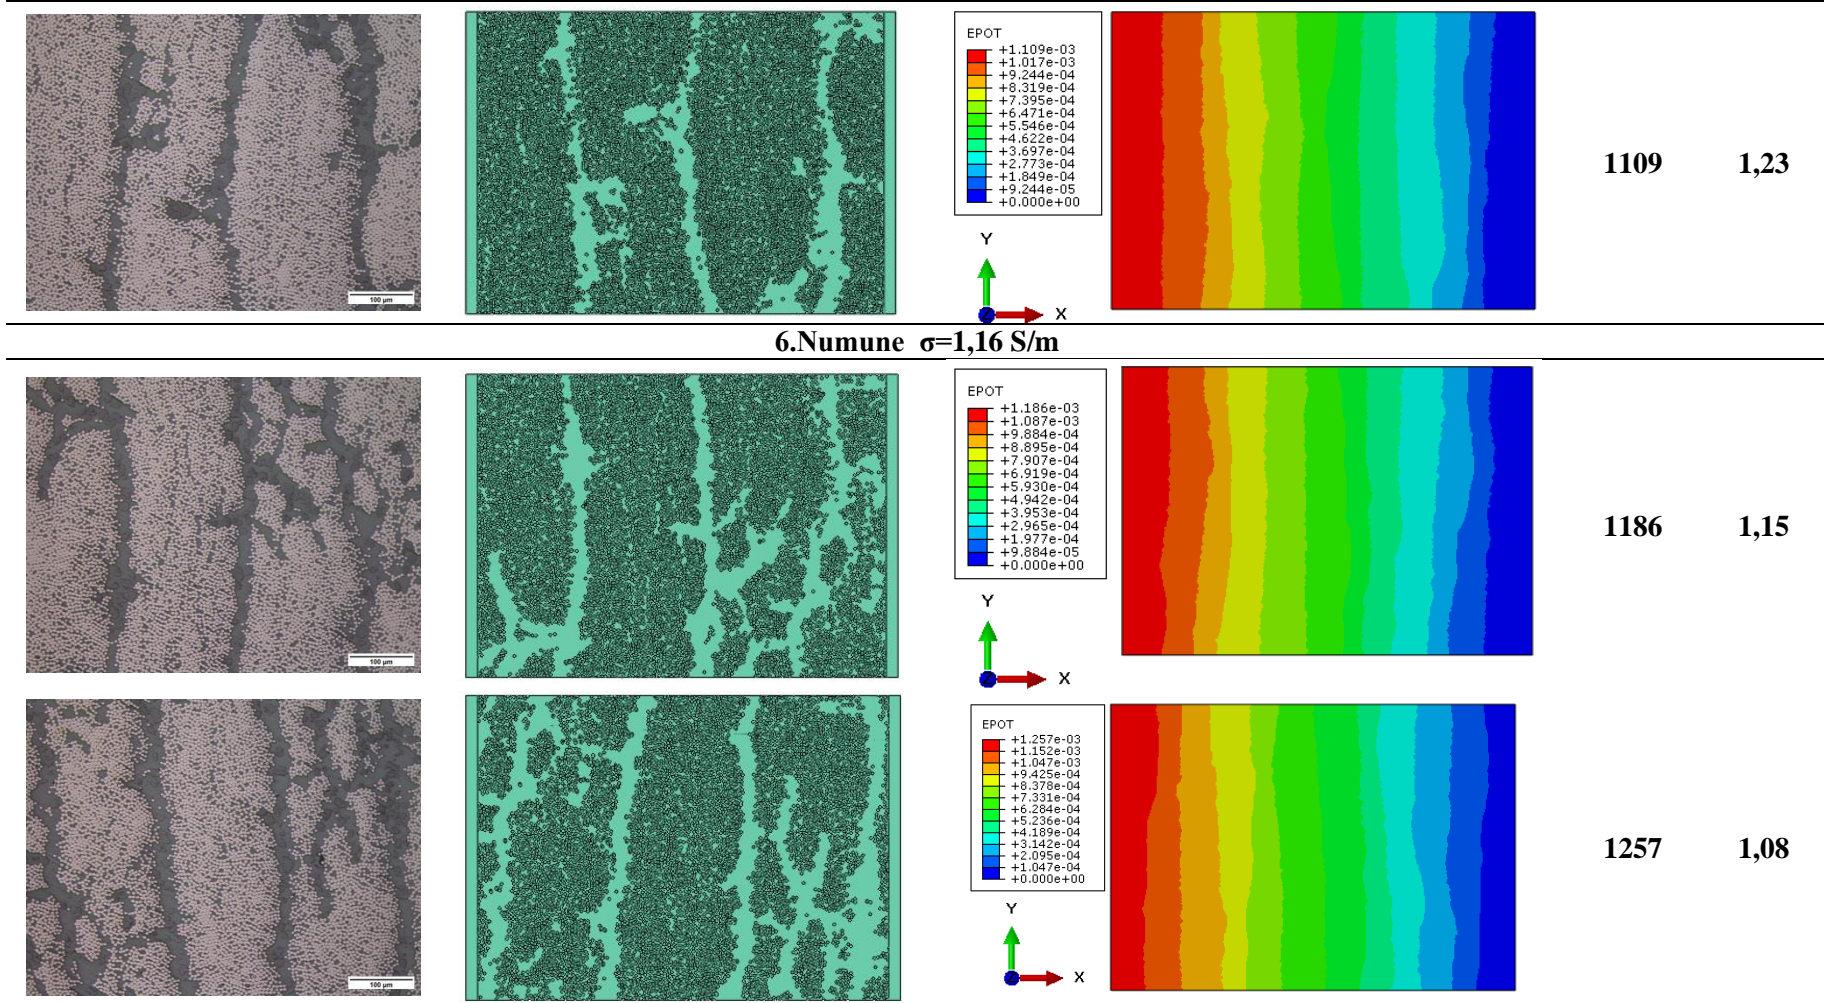 EPOT
+1.109e-03
+1.017e-03
+9.244e-04
+8.319e-04
+7.395e-04
+6.471e-04
+5.546e-04
+4.622e-04
+3.697e-04
+2.773e-04
+1.849e-04
+9.244e-05
+0.000e+00
Y
Z
X
100 µm
1109 1,23
6.Numune σ=1,16 S/m
EPOT
+1.186e-03
+1.087e-03
+9.884e-04
+8.895e-04
+7.907e-04
+6.919e-04
+5.930e-04
+4.942e-04
+3.953e-04
+2.965e-04
+1.977e-04
+9.884e-05
+0.000e+00
Y
Z
X
100 µm
1186 1,15
EPOT
+1.257e-03
+1.152e-03
+1.047e-03
+9.425e-04
+8.378e-04
+7.331e-04
+6.284e-04
+5.236e-04
+4.189e-04
+3.142e-04
+2.095e-04
+1.047e-04
+0.000e+00
Y
Z
X
100 µm
1257 1,08